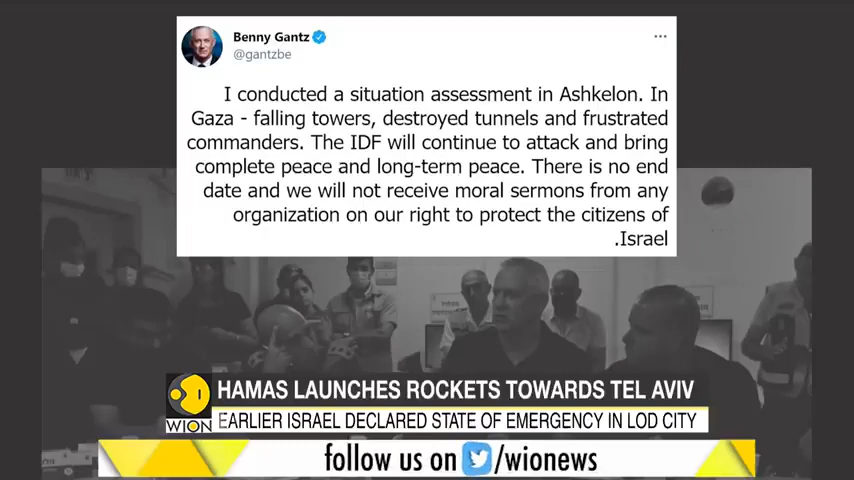 Benny Gantz
@gantzbe
I conducted a situation assessment in Ashkelon. In
Gaza - falling towers, destroyed tunnels and frustrated
commanders. The IDF will continue to attack and bring
complete peace and long-term peace. There is no end
date and we will not receive moral sermons from any
organization on our right to protect the citizens of
.Israel
HAMAS LAUNCHES ROCKETS TOWARDS TEL AVIV
WION
EARLIER ISRAEL DECLARED STATE OF EMERGENCY IN LOD CITY
follow us on /wionews